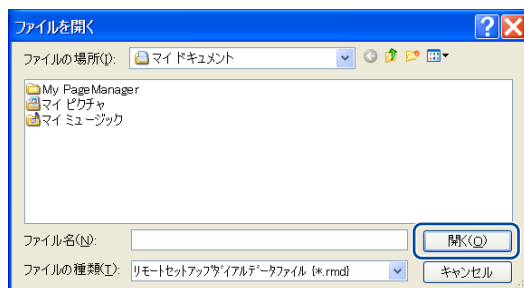 ファイルを開く
ファイルの場所(I): マイ ドキュメント
My PageManager
マイ ピクチャ
マイ ミュージック
ファイル名(N): 開く(O)
ファイルの種類(T): リモートセットアップダイアルデータファイル {*.rmd} キャンセル